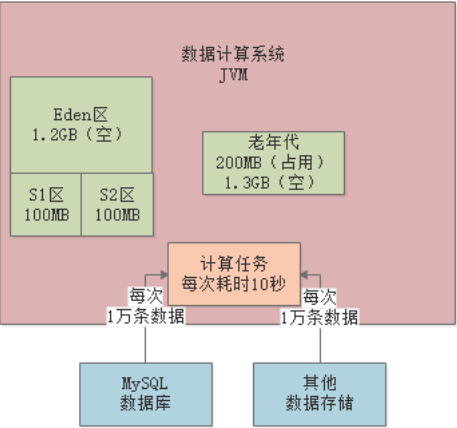 数据计算系统
JVM
Eden区
1.2GB（空）
S1区
100MB
S2区
100MB
老年代
200MB（占用）
1.3GB（空）
计算任务
每次耗时10秒
每次
1万条数据
每次
1万条数据
MySQL
数据库
其他
数据存储